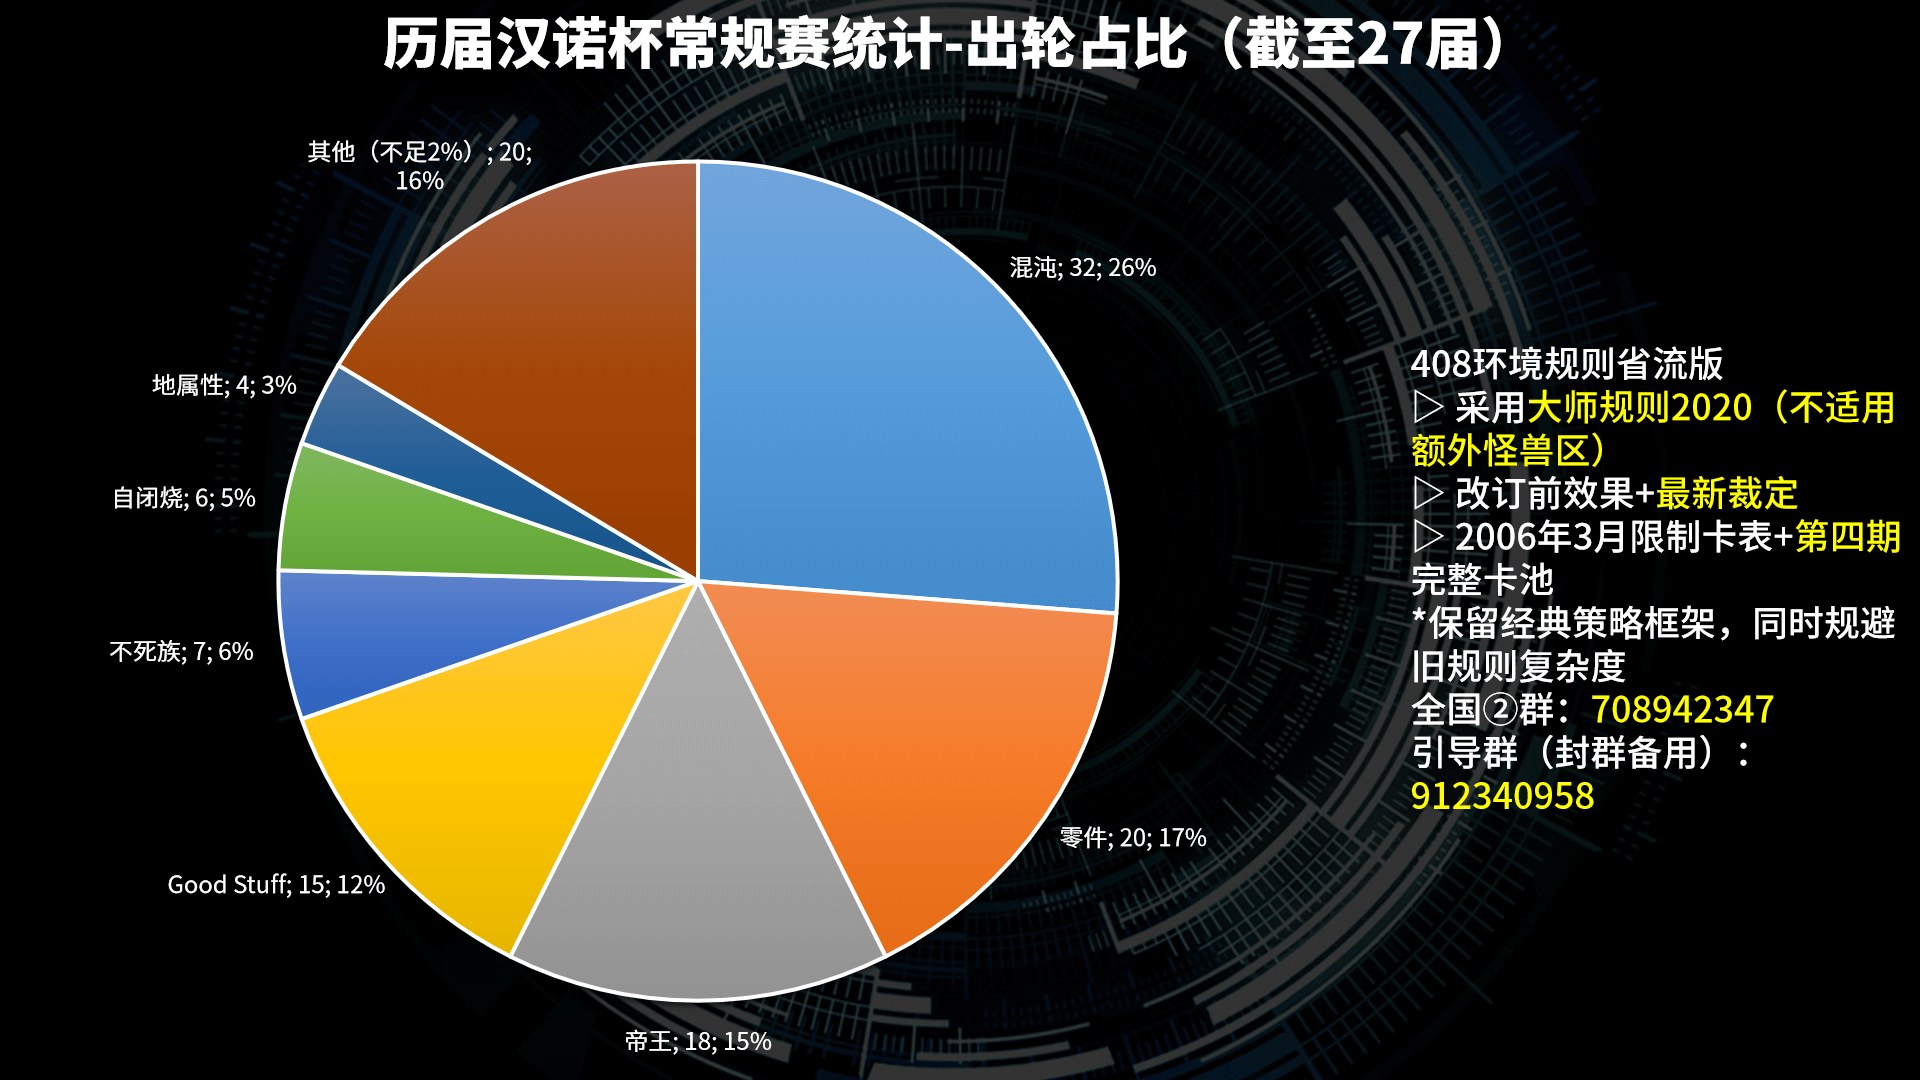 历届汉诺杯常规赛统计-出轮占比（截至27届）
其他（不足2%）; 20;
16%
混沌; 32; 26%
地属性; 4; 3%
自闭烧; 6; 5%
不死族; 7; 6%
Good Stuff; 15; 12%
零件; 20; 17%
帝王; 18; 15%
408环境规则省流版
▷ 采用大师规则2020（不适用
额外怪兽区）
▷ 改订前效果+最新裁定
▷ 2006年3月限制卡表+第四期
完整卡池
*保留经典策略框架，同时规避
旧规则复杂度
全国②群：708942347
引导群（封群备用）：
912340958